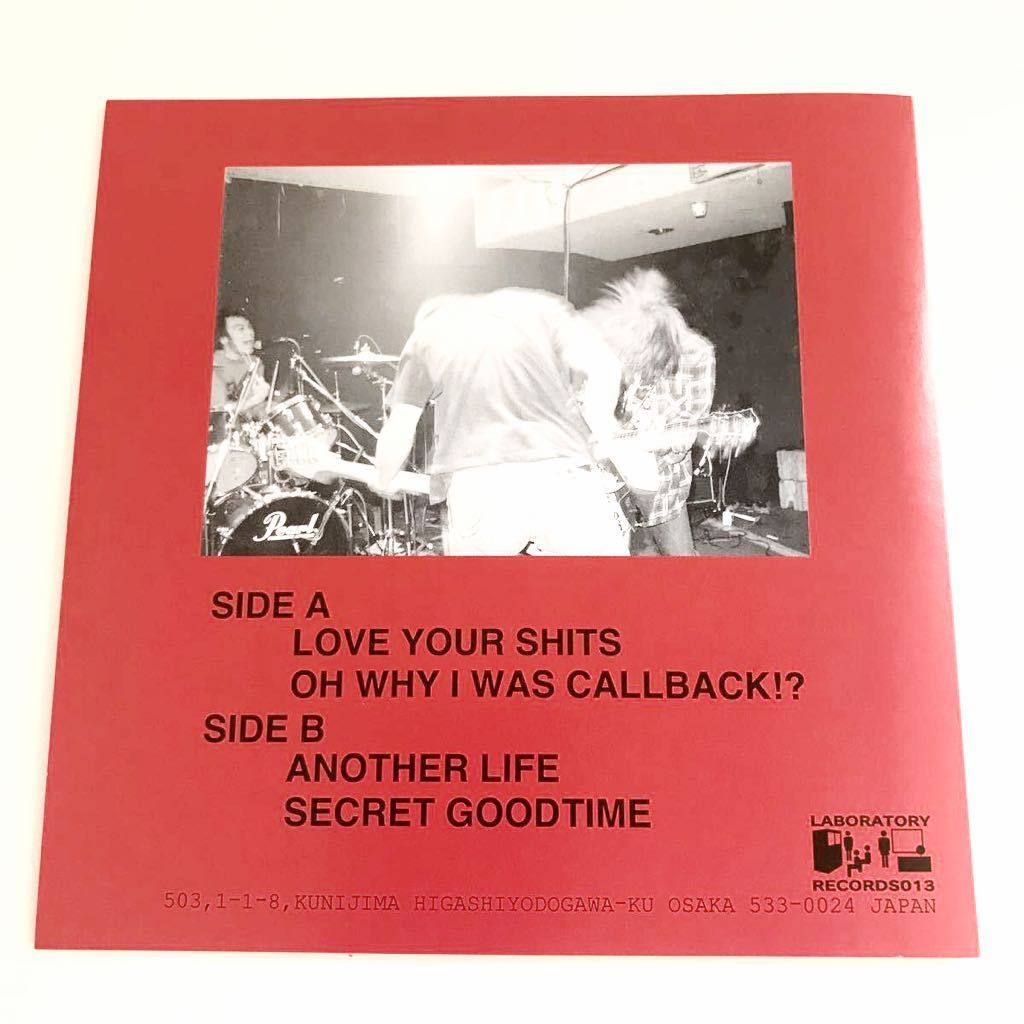 Pearl
SIDE A
LOVE YOUR SHITS
OH WHY I WAS CALLBACK!?
SIDE B
ANOTHER LIFE
SECRET GOODTIME
LABORATORY
RECORDS013
503,1-1-8,KUNIJIMA HIGASHIYODOGAWA-KU OSAKA 533-0024 JAPAN